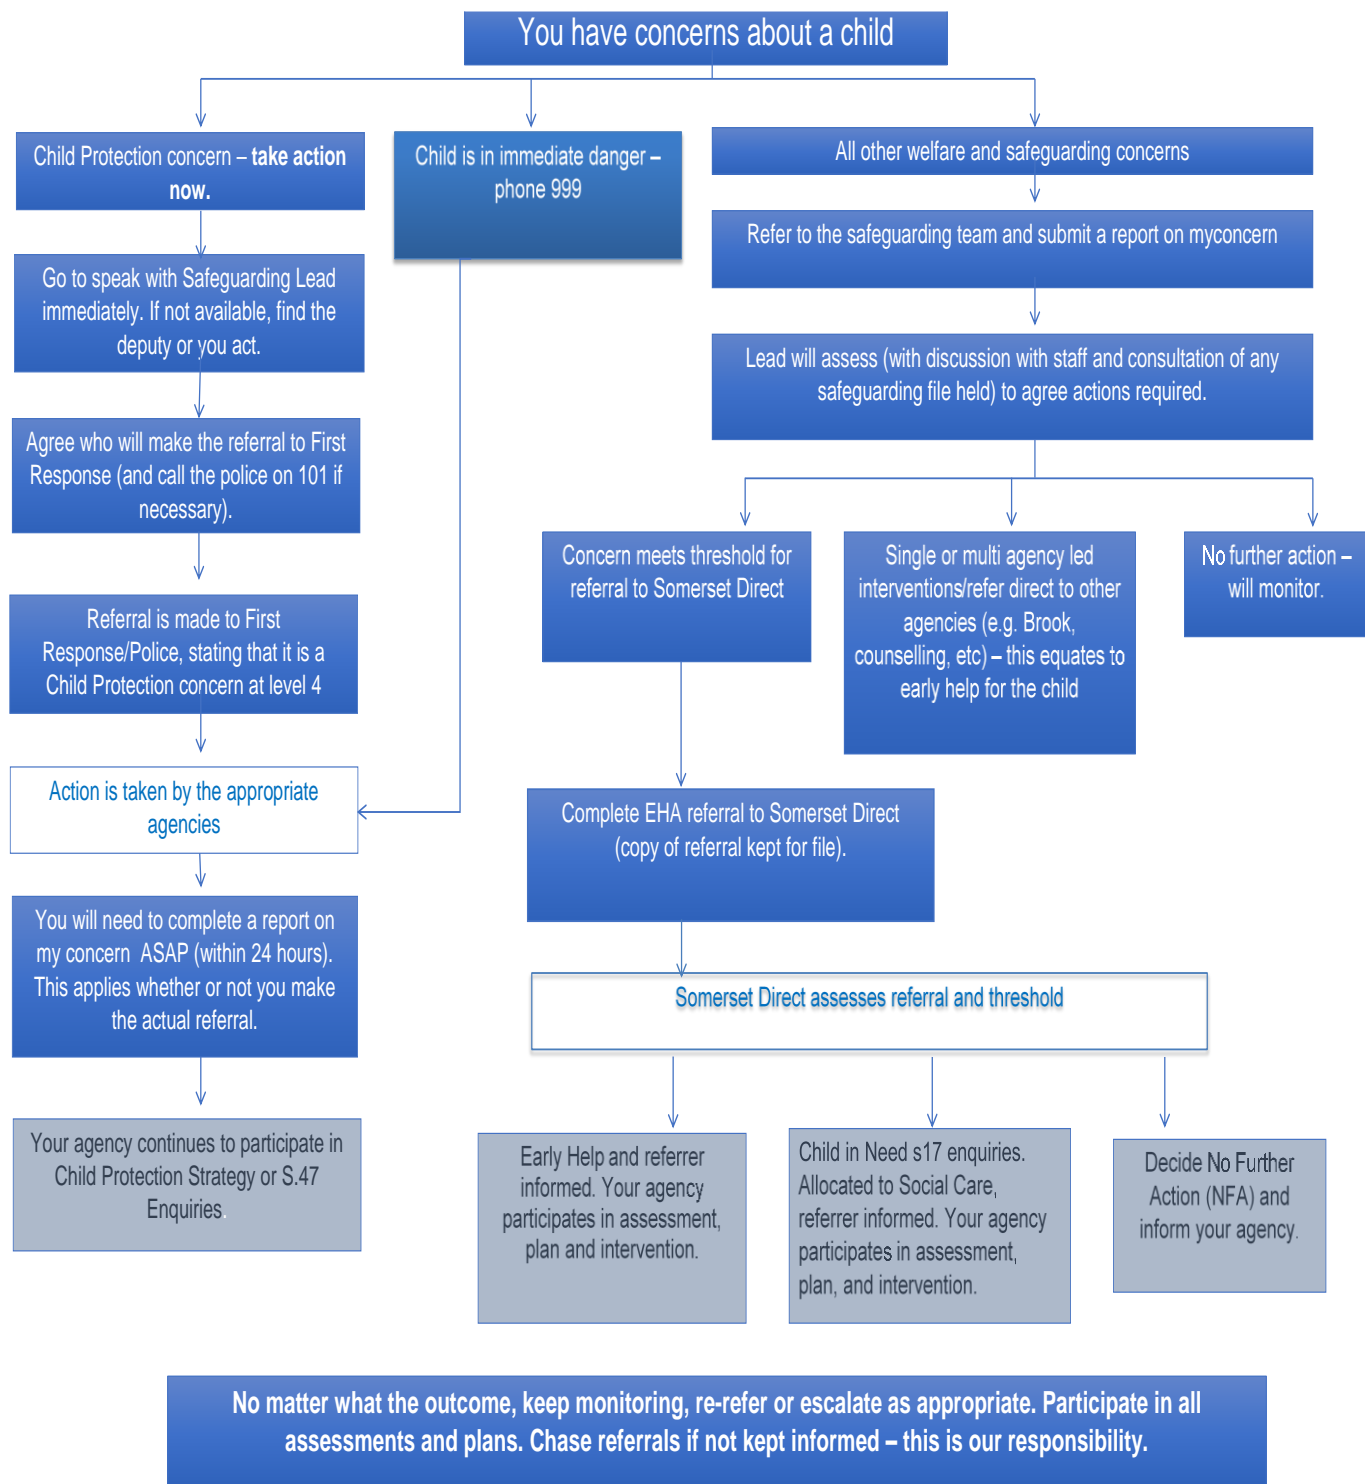 You have concerns about a child
Child Protection concern – take action
now.
Child is in immediate danger –
phone 999
All other welfare and safeguarding concerns
Go to speak with Safeguarding Lead
immediately. If not available, find the
deputy or you act.
Refer to the safeguarding team and submit a report on myconcern
Lead will assess (with discussion with staff and consultation of any
safeguarding file held) to agree actions required.
Agree who will make the referral to First
Response (and call the police on 101 if
necessary).
Concern meets threshold for
referral to Somerset Direct
Single or multi agency led
interventions/refer direct to other
agencies (e.g. Brook,
counselling, etc) – this equates to
early help for the child
No further action –
will monitor.
Referral is made to First
Response/Police, stating that it is a
Child Protection concern at level 4
Action is taken by the appropriate
agencies
Complete EHA referral to Somerset Direct
(copy of referral kept for file).
You will need to complete a report on
my concern ASAP (within 24 hours).
This applies whether or not you make
the actual referral.
Somerset Direct assesses referral and threshold
Your agency continues to participate in
Child Protection Strategy or S.47
Enquiries.
Early Help and referrer
informed. Your agency
participates in assessment,
plan and intervention.
Child in Need s17 enquiries.
Allocated to Social Care,
referrer informed. Your agency
participates in assessment,
plan, and intervention.
Decide No Further
Action (NFA) and
inform your agency.
No matter what the outcome, keep monitoring, re-refer or escalate as appropriate. Participate in all
assessments and plans. Chase referrals if not kept informed – this is our responsibility.